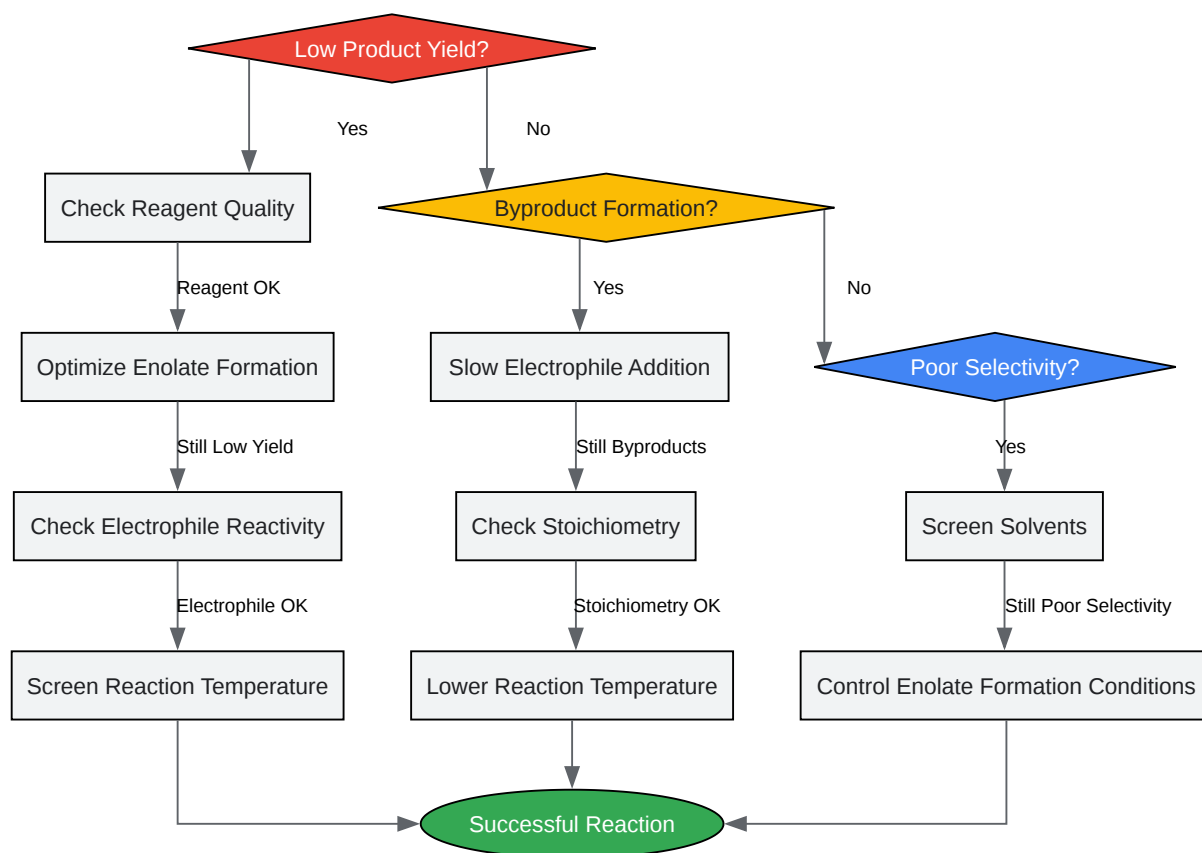 Low Product Yield?
Yes
No
Check Reagent Quality
Byproduct Formation?
Reagent OK
Yes
No
Optimize Enolate Formation
Slow Electrophile Addition
Poor Selectivity?
Still Low Yield
Still Byproducts
Yes
Check Electrophile Reactivity
Check Stoichiometry
Screen Solvents
Electrophile OK
Stoichiometry OK
Still Poor Selectivity
Screen Reaction Temperature
Lower Reaction Temperature
Control Enolate Formation Conditions
Successful Reaction